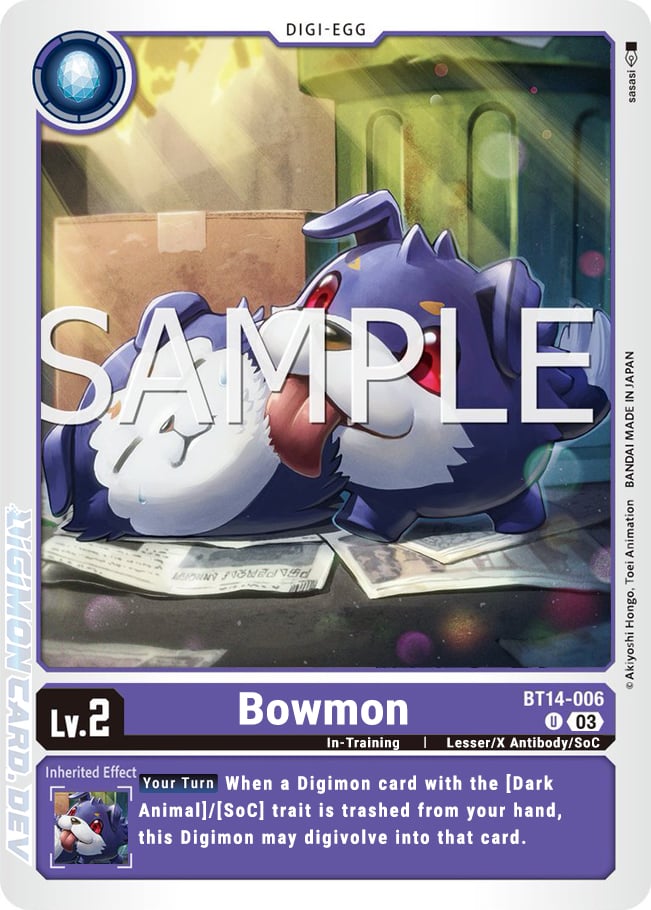 DIGI-EGG
sasasi
SAMPLE
© Akiyoshi Hongo, Toei Animation BANDAI MADE IN JAPAN
DIGIMON CARD.DEV
Lv.2
Bowmon
BT14-006
U 03
In-Training | Lesser/X Antibody/SoC
Inherited Effect
Your Turn When a Digimon card with the [Dark
Animal]/[SoC] trait is trashed from your hand,
this Digimon may digivolve into that card.